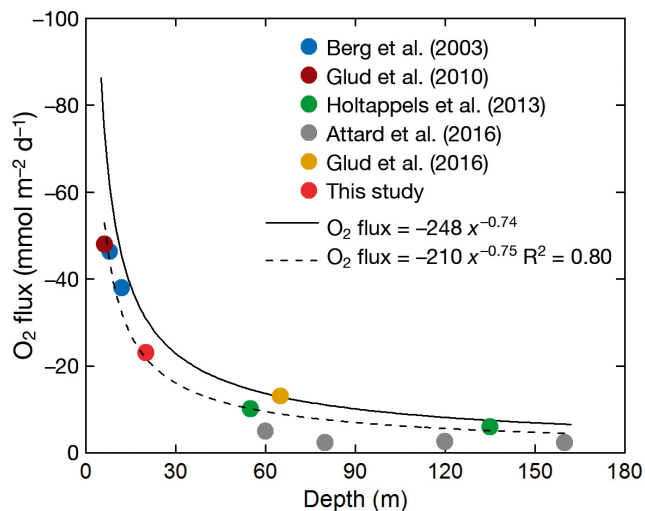 –100
–80
–60
–40
–20
0
O₂ flux (mmol m⁻² d⁻¹)
Berg et al. (2003)
Glud et al. (2010)
Holtappels et al. (2013)
Attard et al. (2016)
Glud et al. (2016)
This study
O₂ flux = –248 x⁻⁰·⁷⁴
O₂ flux = –210 x⁻⁰·⁷⁵ R² = 0.80
0 30 60 90 120 150 180
Depth (m)